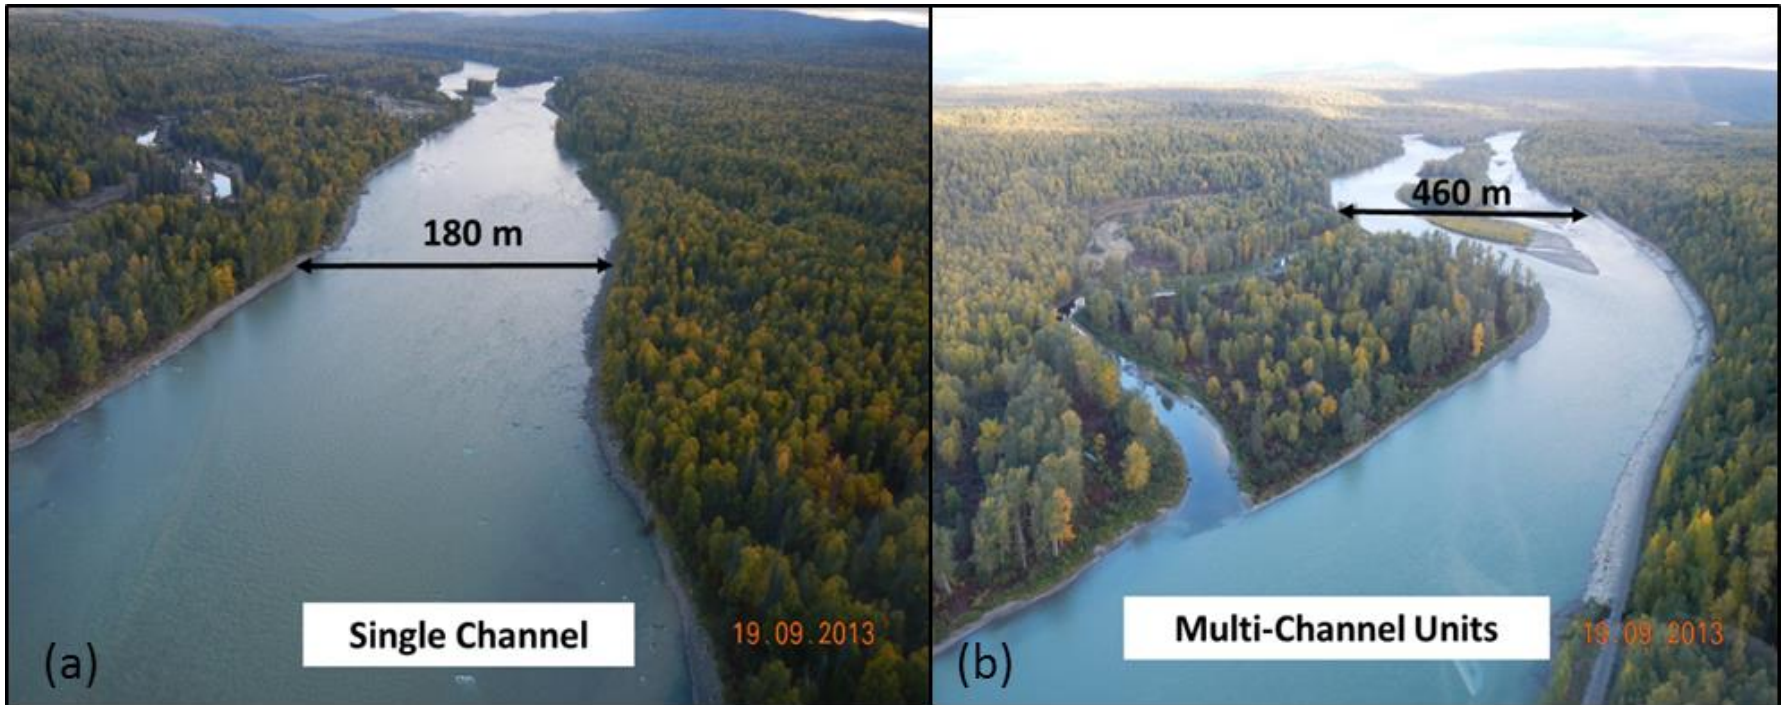 180 m
Single Channel
19.09.2013
(a)
460 m
Multi-Channel Units
19.09.2013
(b)